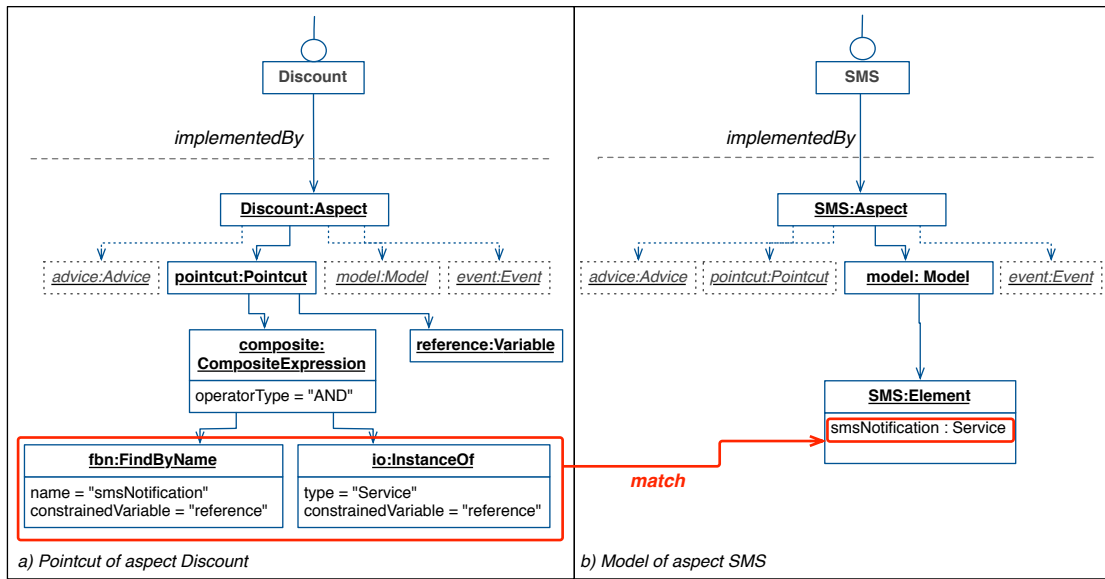 Discount
implementedBy
Discount:Aspect
advice:Advice
pointcut:Pointcut
model:Model
event:Event
composite:
CompositeExpression
operatorType = "AND"
reference:Variable
fbn:FindByName
name = "smsNotification"
constrainedVariable = "reference"
io:InstanceOf
type = "Service"
constrainedVariable = "reference"
match
a) Pointcut of aspect Discount
SMS
implementedBy
SMS:Aspect
advice:Advice
pointcut:Pointcut
model: Model
event:Event
SMS:Element
smsNotification : Service
b) Model of aspect SMS